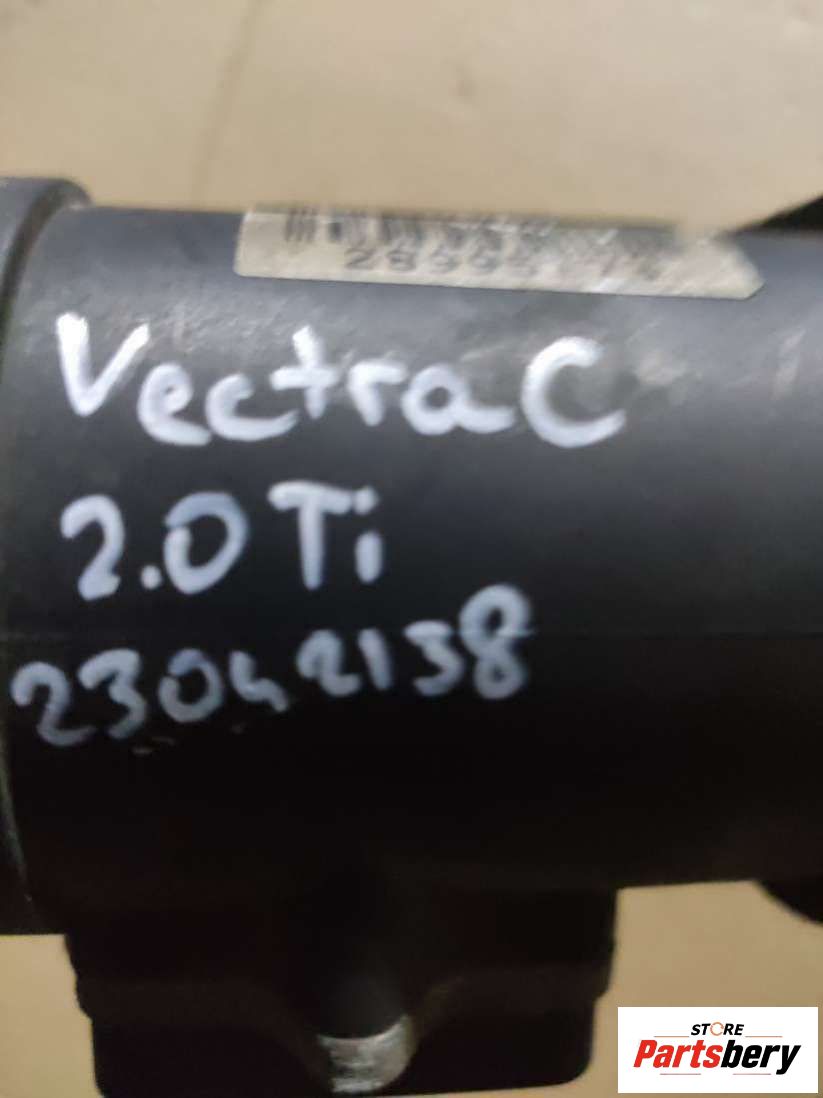 Vectra C
2.0 Ti
23042138
STORE
Partsbery